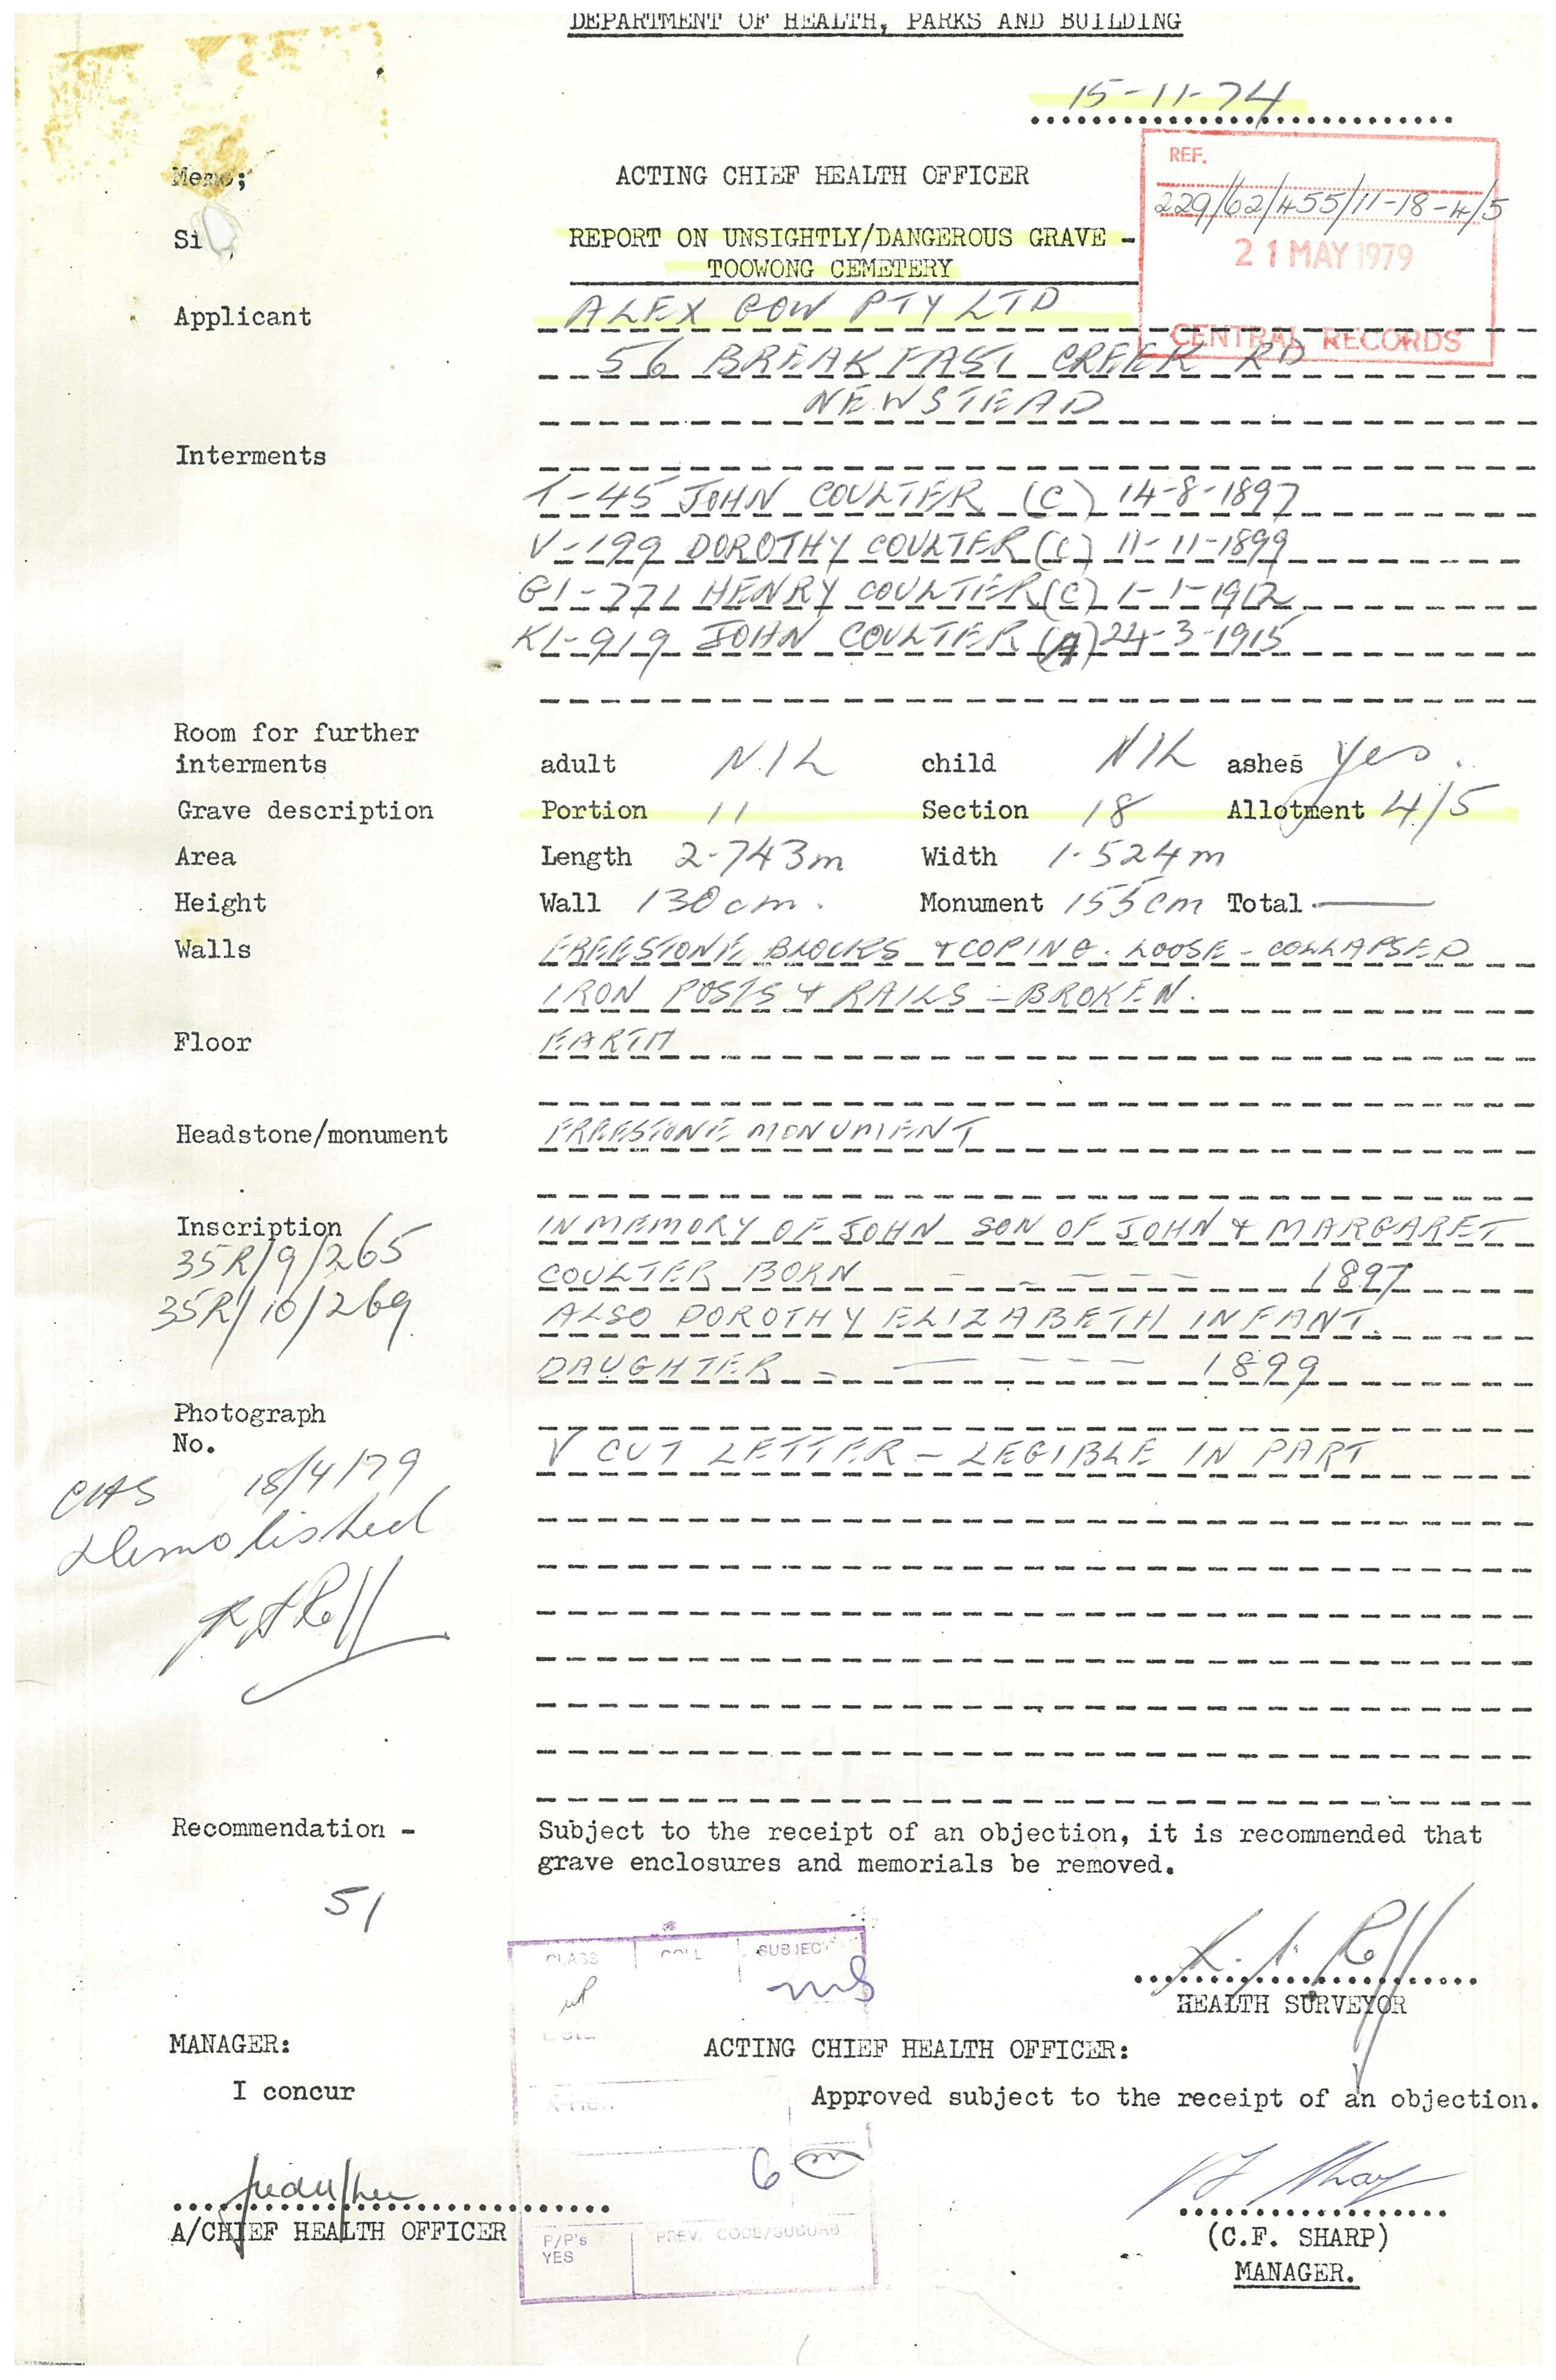 DEPARTMENT OF HEALTH, PARKS AND BUILDING
15-11-74
REF.
229/62/455/11-18-4/5
21 MAY 1979
CENTRAL RECORDS
Memo;
ACTING CHIEF HEALTH OFFICER
Si
REPORT ON UNSIGHTLY/DANGEROUS GRAVE -
TOOWONG CEMETERY
Applicant ALEX GOW PTY LTD
56 BREAKFAST CREEK RD
NEWSTEAD
Interments
T-45 JOHN COULTER (C) 14-8-1897
V-199 DOROTHY COULTER (C) 11-11-1899
G1-771 HENRY COULTER (C) 1-1-1912
K1-919 JOHN COULTER (A) 24-3-1915
Room for further
interments adult NIL child NIL ashes yes.
Grave description Portion 11 Section 18 Allotment 4/5
Area Length 2-743m Width 1-524m
Height Wall 130cm. Monument 155cm Total —
Walls FREESTONE BLOCKS & COPING. LOOSE - COLLAPSED
IRON POSTS & RAILS - BROKEN.
Floor EARTH
Headstone/monument FREESTONE MONUMENT
Inscription IN MEMORY OF JOHN SON OF JOHN & MARGARET
35R/9/265
COULTER BORN - - - - - 1897
35R/10/269
ALSO DOROTHY ELIZABETH INFANT.
DAUGHTER - — - - - 1899
Photograph
No.
V CUT LETTER - LEGIBLE IN PART
18/4/79
Demolished
Recommendation - Subject to the receipt of an objection, it is recommended that
grave enclosures and memorials be removed.
51
CLASS COLL SUBJECT
HEALTH SURVEYOR
MANAGER:
ACTING CHIEF HEALTH OFFICER:
I concur
Approved subject to the receipt of an objection.
6 m
A/CHIEF HEALTH OFFICER
P/P's
YES
PREV. CODE/SUBURB
(C.F. SHARP)
MANAGER.